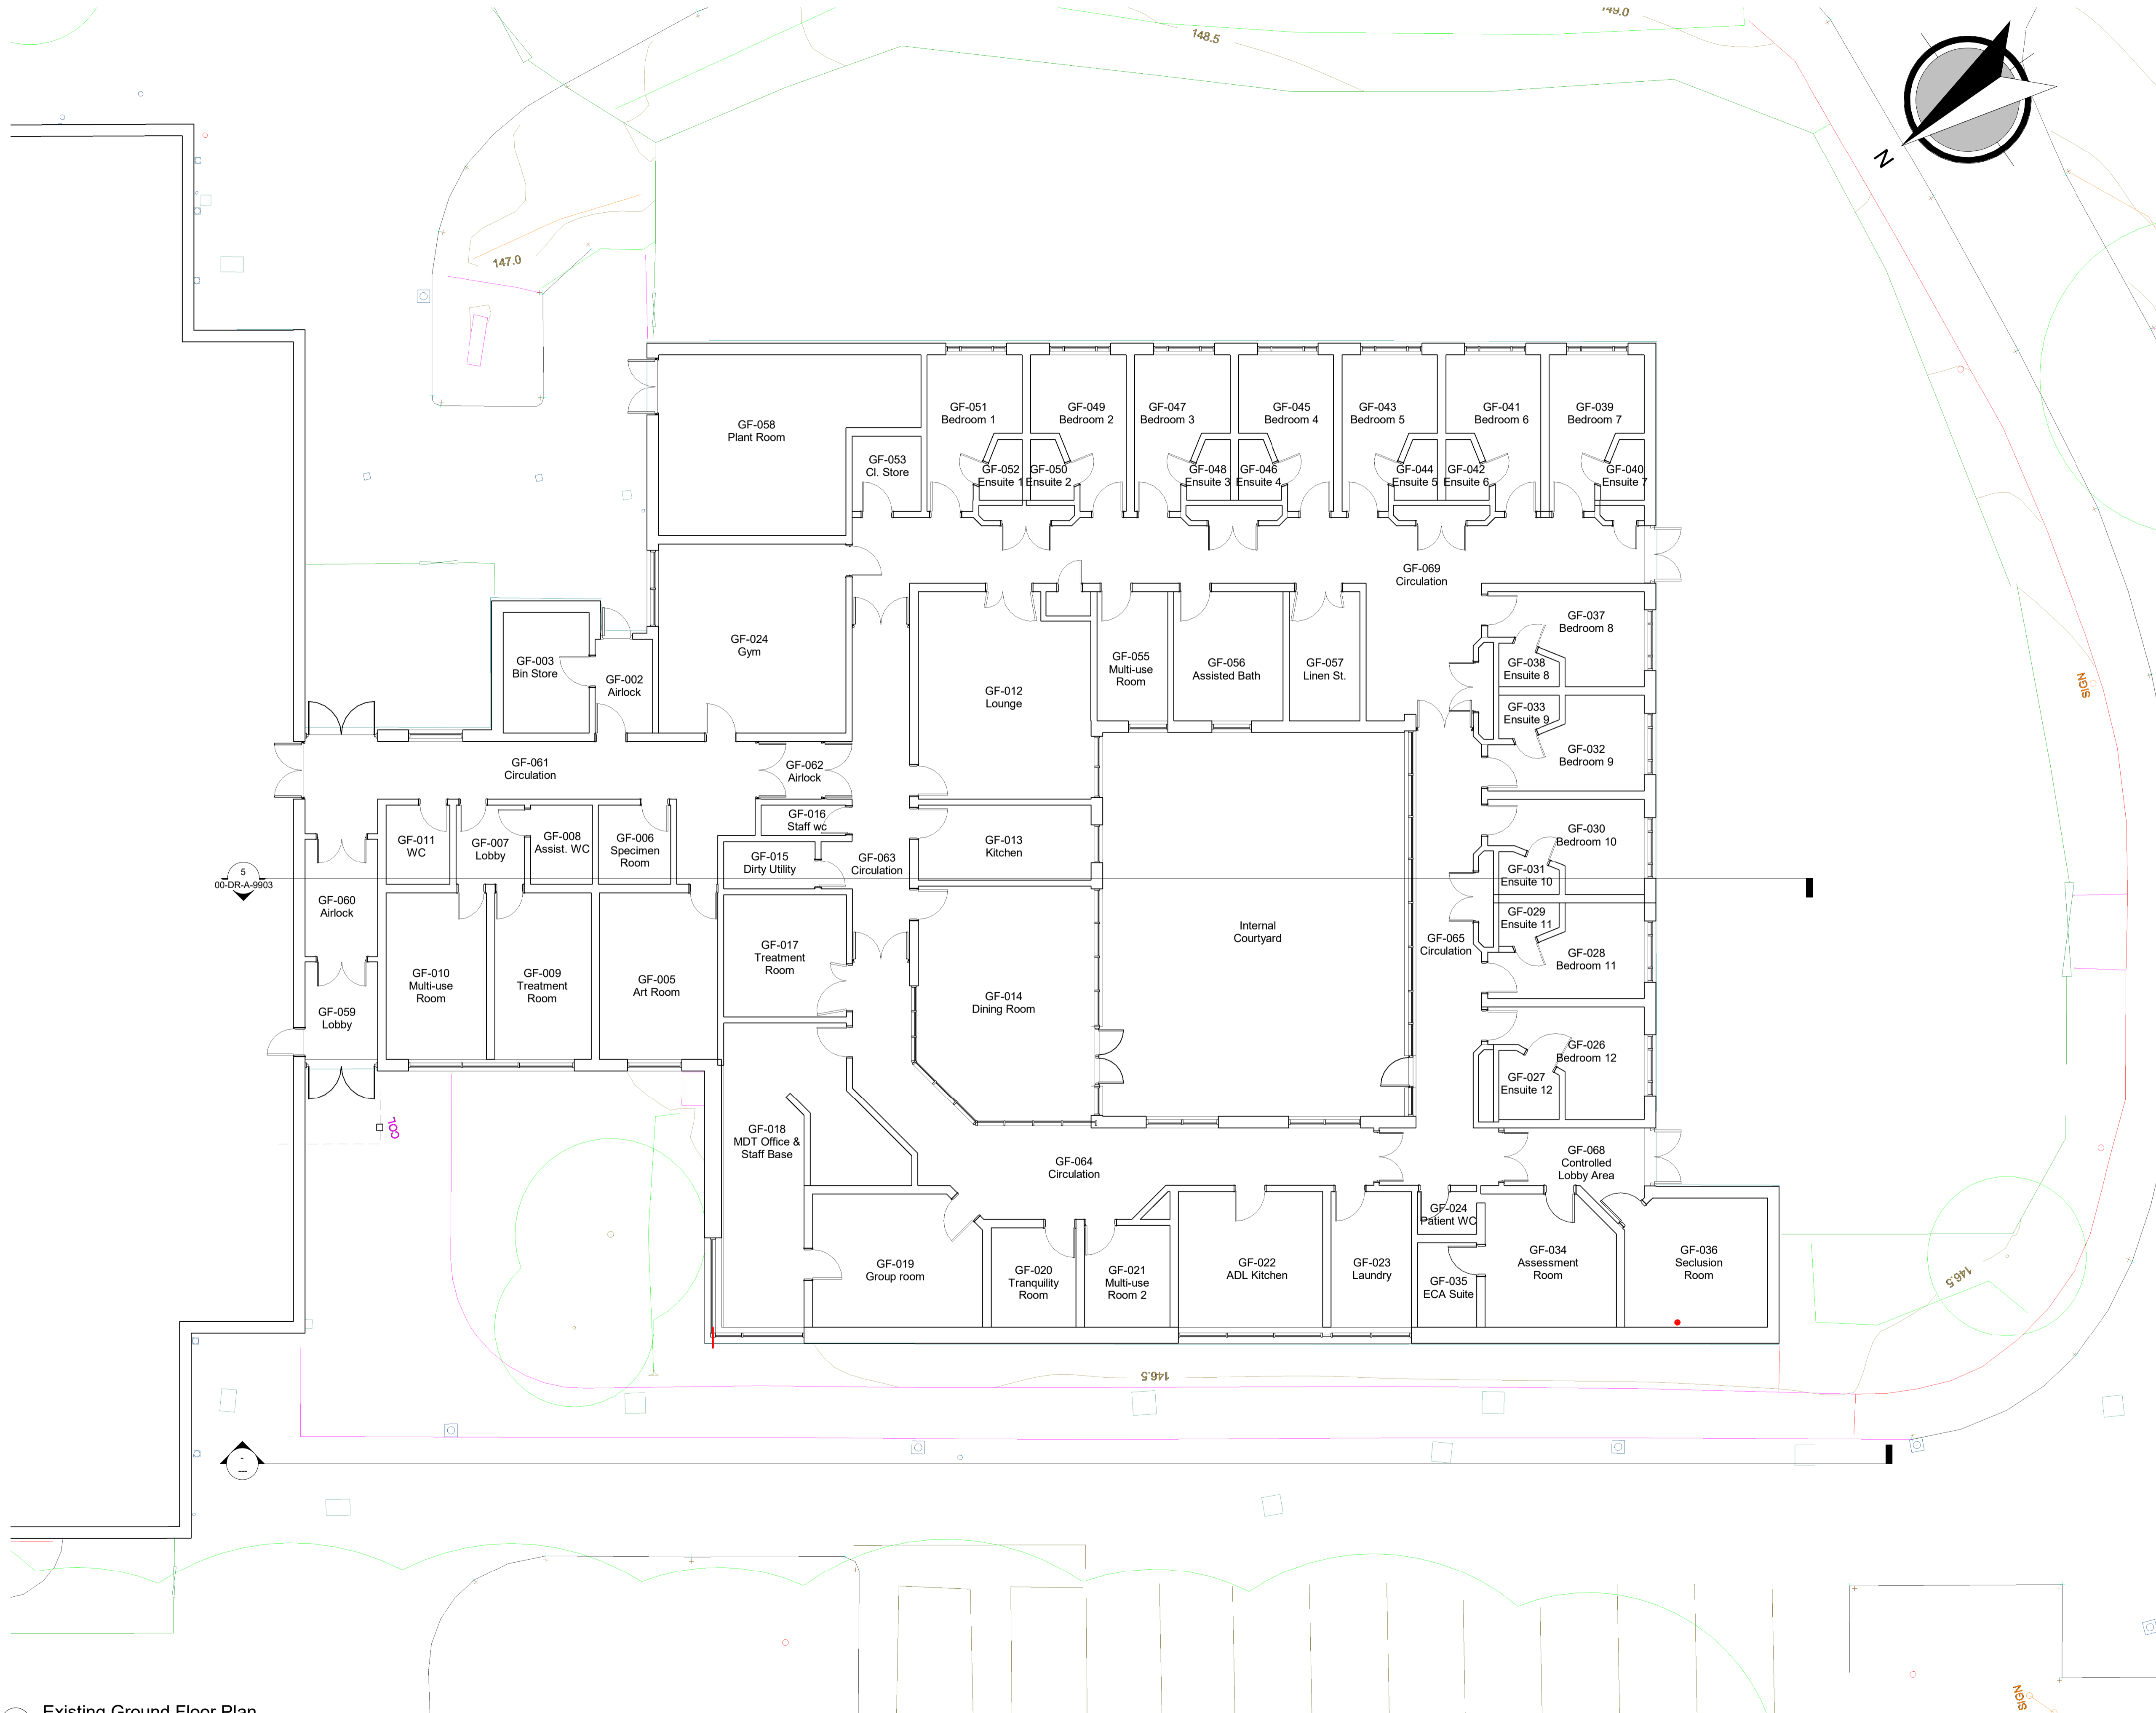 149.0
148.5
N
147.0
GF-051
Bedroom 1
GF-049
Bedroom 2
GF-047
Bedroom 3
GF-045
Bedroom 4
GF-043
Bedroom 5
GF-041
Bedroom 6
GF-039
Bedroom 7
GF-058
Plant Room
GF-053
Cl. Store
GF-052
Ensuite 1
GF-050
Ensuite 2
GF-048
Ensuite 3
GF-046
Ensuite 4
GF-044
Ensuite 5
GF-042
Ensuite 6
GF-040
Ensuite 7
GF-069
Circulation
GF-037
Bedroom 8
GF-024
Gym
GF-003
Bin Store
GF-002
Airlock
GF-012
Lounge
GF-055
Multi-use
Room
GF-056
Assisted Bath
GF-057
Linen St.
GF-038
Ensuite 8
SIGN
GF-033
Ensuite 9
GF-032
Bedroom 9
GF-061
Circulation
GF-062
Airlock
GF-016
Staff wc
GF-011
WC
GF-007
Lobby
GF-008
Assist. WC
GF-006
Specimen
Room
GF-015
Dirty Utility
GF-063
Circulation
GF-013
Kitchen
GF-030
Bedroom 10
GF-031
Ensuite 10
5
00-DR-A-9903
GF-060
Airlock
GF-029
Ensuite 11
Internal
Courtyard
GF-065
Circulation
GF-028
Bedroom 11
GF-017
Treatment
Room
GF-010
Multi-use
Room
GF-009
Treatment
Room
GF-005
Art Room
GF-014
Dining Room
GF-059
Lobby
GF-026
Bedroom 12
GF-027
Ensuite 12
COL
GF-018
MDT Office &
Staff Base
GF-064
Circulation
GF-068
Controlled
Lobby Area
GF-024
Patient WC
GF-019
Group room
GF-020
Tranquility
Room
GF-021
Multi-use
Room 2
GF-022
ADL Kitchen
GF-023
Laundry
GF-035
ECA Suite
GF-034
Assessment
Room
GF-036
Seclusion
Room
146.5
146.5
-
---
SIGN
Existing Ground Floor Plan